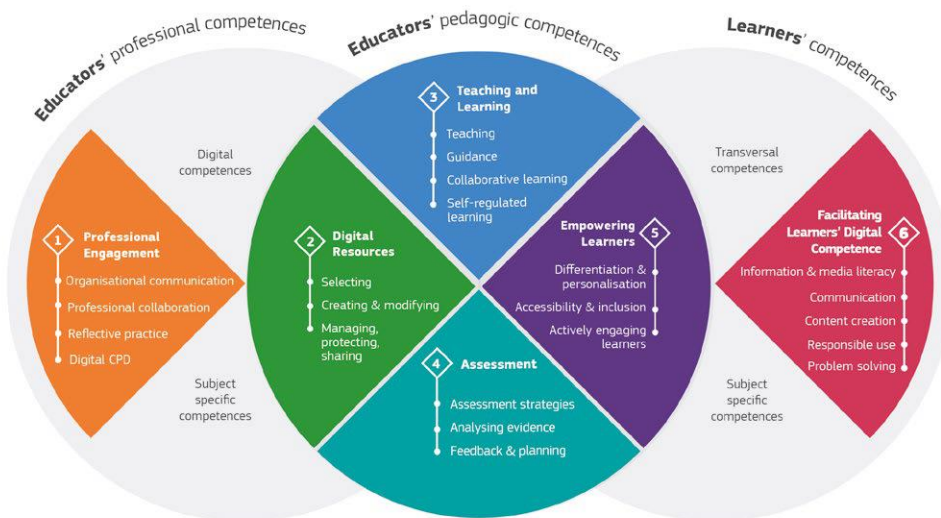 Educators' professional competences
Educators' pedagogic competences
Learners' competences
Digital
competences
Subject
specific
competences
1
Professional
Engagement
Organisational communication
Professional collaboration
Reflective practice
Digital CPD
2
Digital
Resources
Selecting
Creating & modifying
Managing,
protecting,
sharing
3
Teaching and
Learning
Teaching
Guidance
Collaborative learning
Self-regulated
learning
4
Assessment
Assessment strategies
Analysing evidence
Feedback & planning
5
Empowering
Learners
Differentiation &
personalisation
Accessibility & inclusion
Actively engaging
learners
Transversal
competences
Subject
specific
competences
6
Facilitating
Learners' Digital
Competence
Information & media literacy
Communication
Content creation
Responsible use
Problem solving